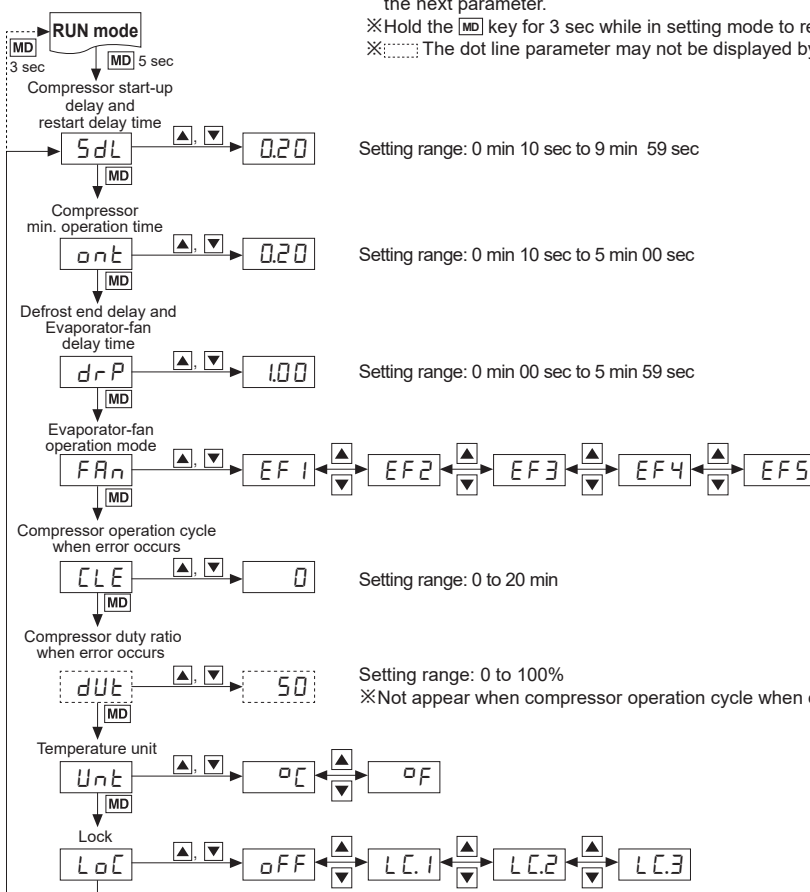 the next parameter.
RUN mode
※Hold the MD key for 3 sec while in setting mode to re
MD
3 sec
MD 5 sec
※ The dot line parameter may not be displayed by
Compressor start-up
delay and
restart delay time
SdL
▲, ▼
0.20
Setting range: 0 min 10 sec to 9 min 59 sec
MD
Compressor
min. operation time
ont
▲, ▼
0.20
Setting range: 0 min 10 sec to 5 min 00 sec
MD
Defrost end delay and
Evaporator-fan
delay time
drP
▲, ▼
1.00
Setting range: 0 min 00 sec to 5 min 59 sec
MD
Evaporator-fan
operation mode
FAn
▲, ▼
EF1
▲
▼
EF2
▲
▼
EF3
▲
▼
EF4
▲
▼
EF5
MD
Compressor operation cycle
when error occurs
CLE
▲, ▼
0
Setting range: 0 to 20 min
MD
Compressor duty ratio
when error occurs
dUt
▲, ▼
50
Setting range: 0 to 100%
※Not appear when compressor operation cycle when
MD
Temperature unit
Unt
▲, ▼
°C
▲
▼
°F
MD
Lock
LoC
▲, ▼
oFF
▲
▼
LC.1
▲
▼
LC.2
▲
▼
LC.3